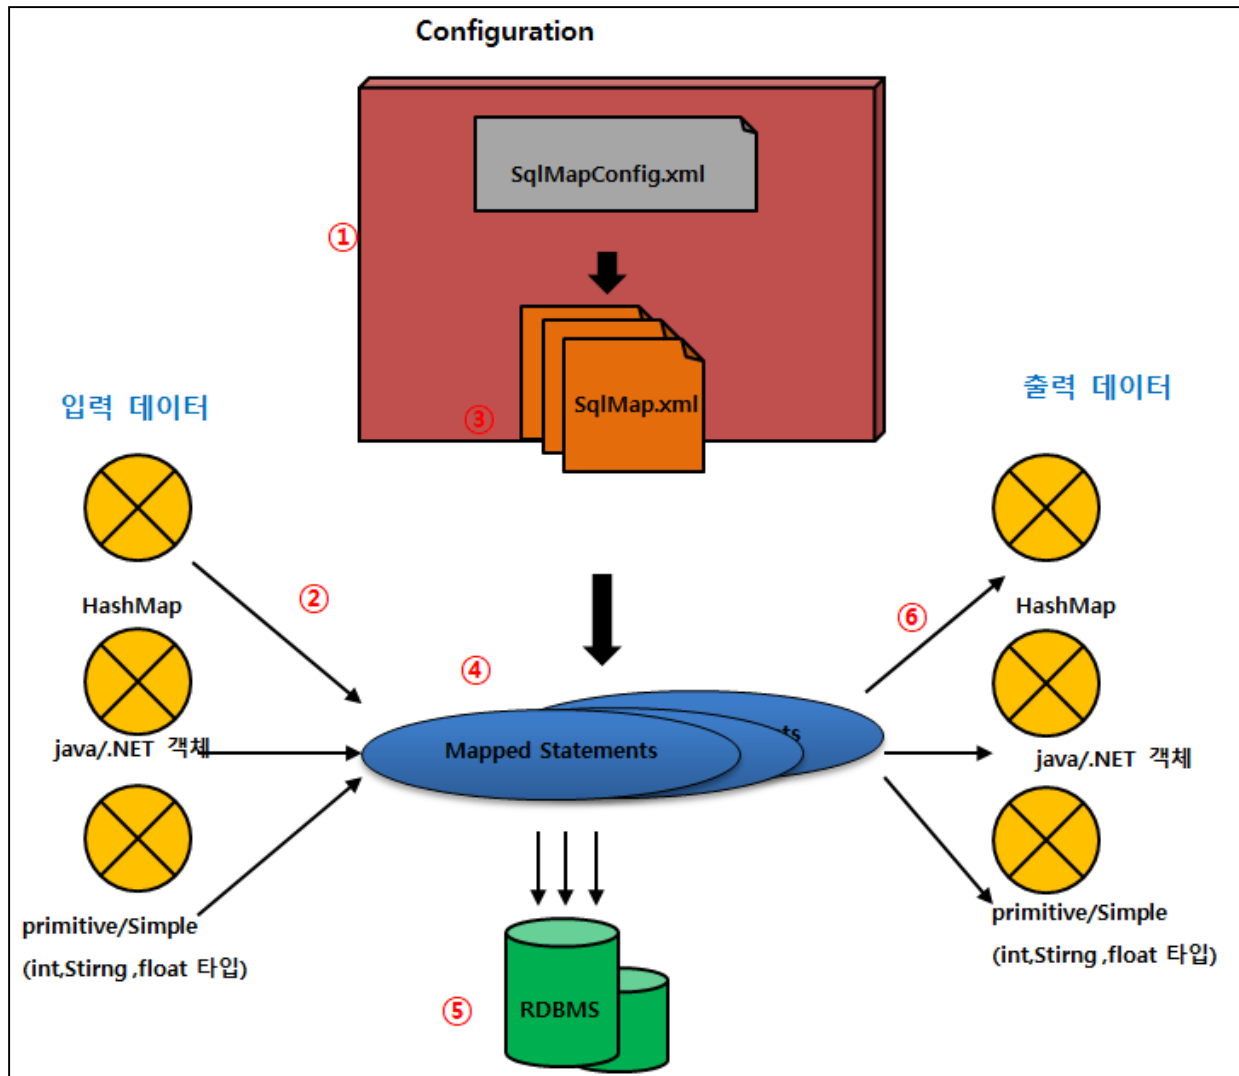 Configuration
SqlMapConfig.xml
①
SqlMap.xml
③
입력 데이터
출력 데이터
②
HashMap
⑥
HashMap
④
java/.NET 객체
Mapped Statements
ts
java/.NET 객체
primitive/Simple
(int,Stirng ,float 타입)
primitive/Simple
(int,Stirng ,float 타입)
RDBMS
⑤